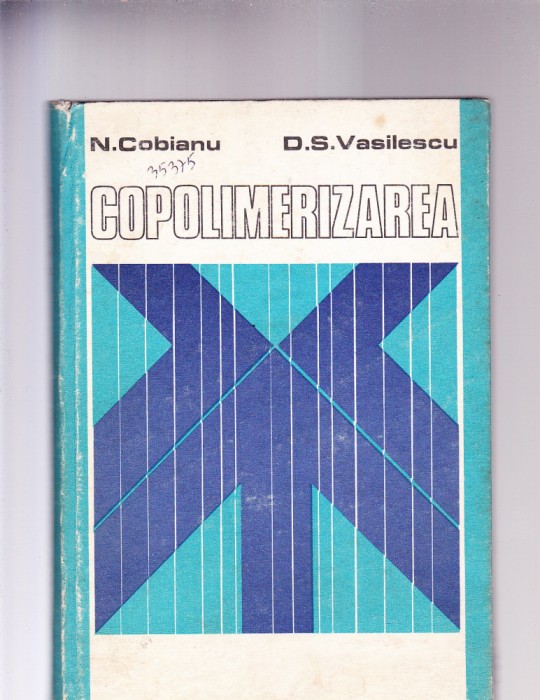 N.Cobianu D.S.Vasilescu
35375
COPOLIMERIZAREA